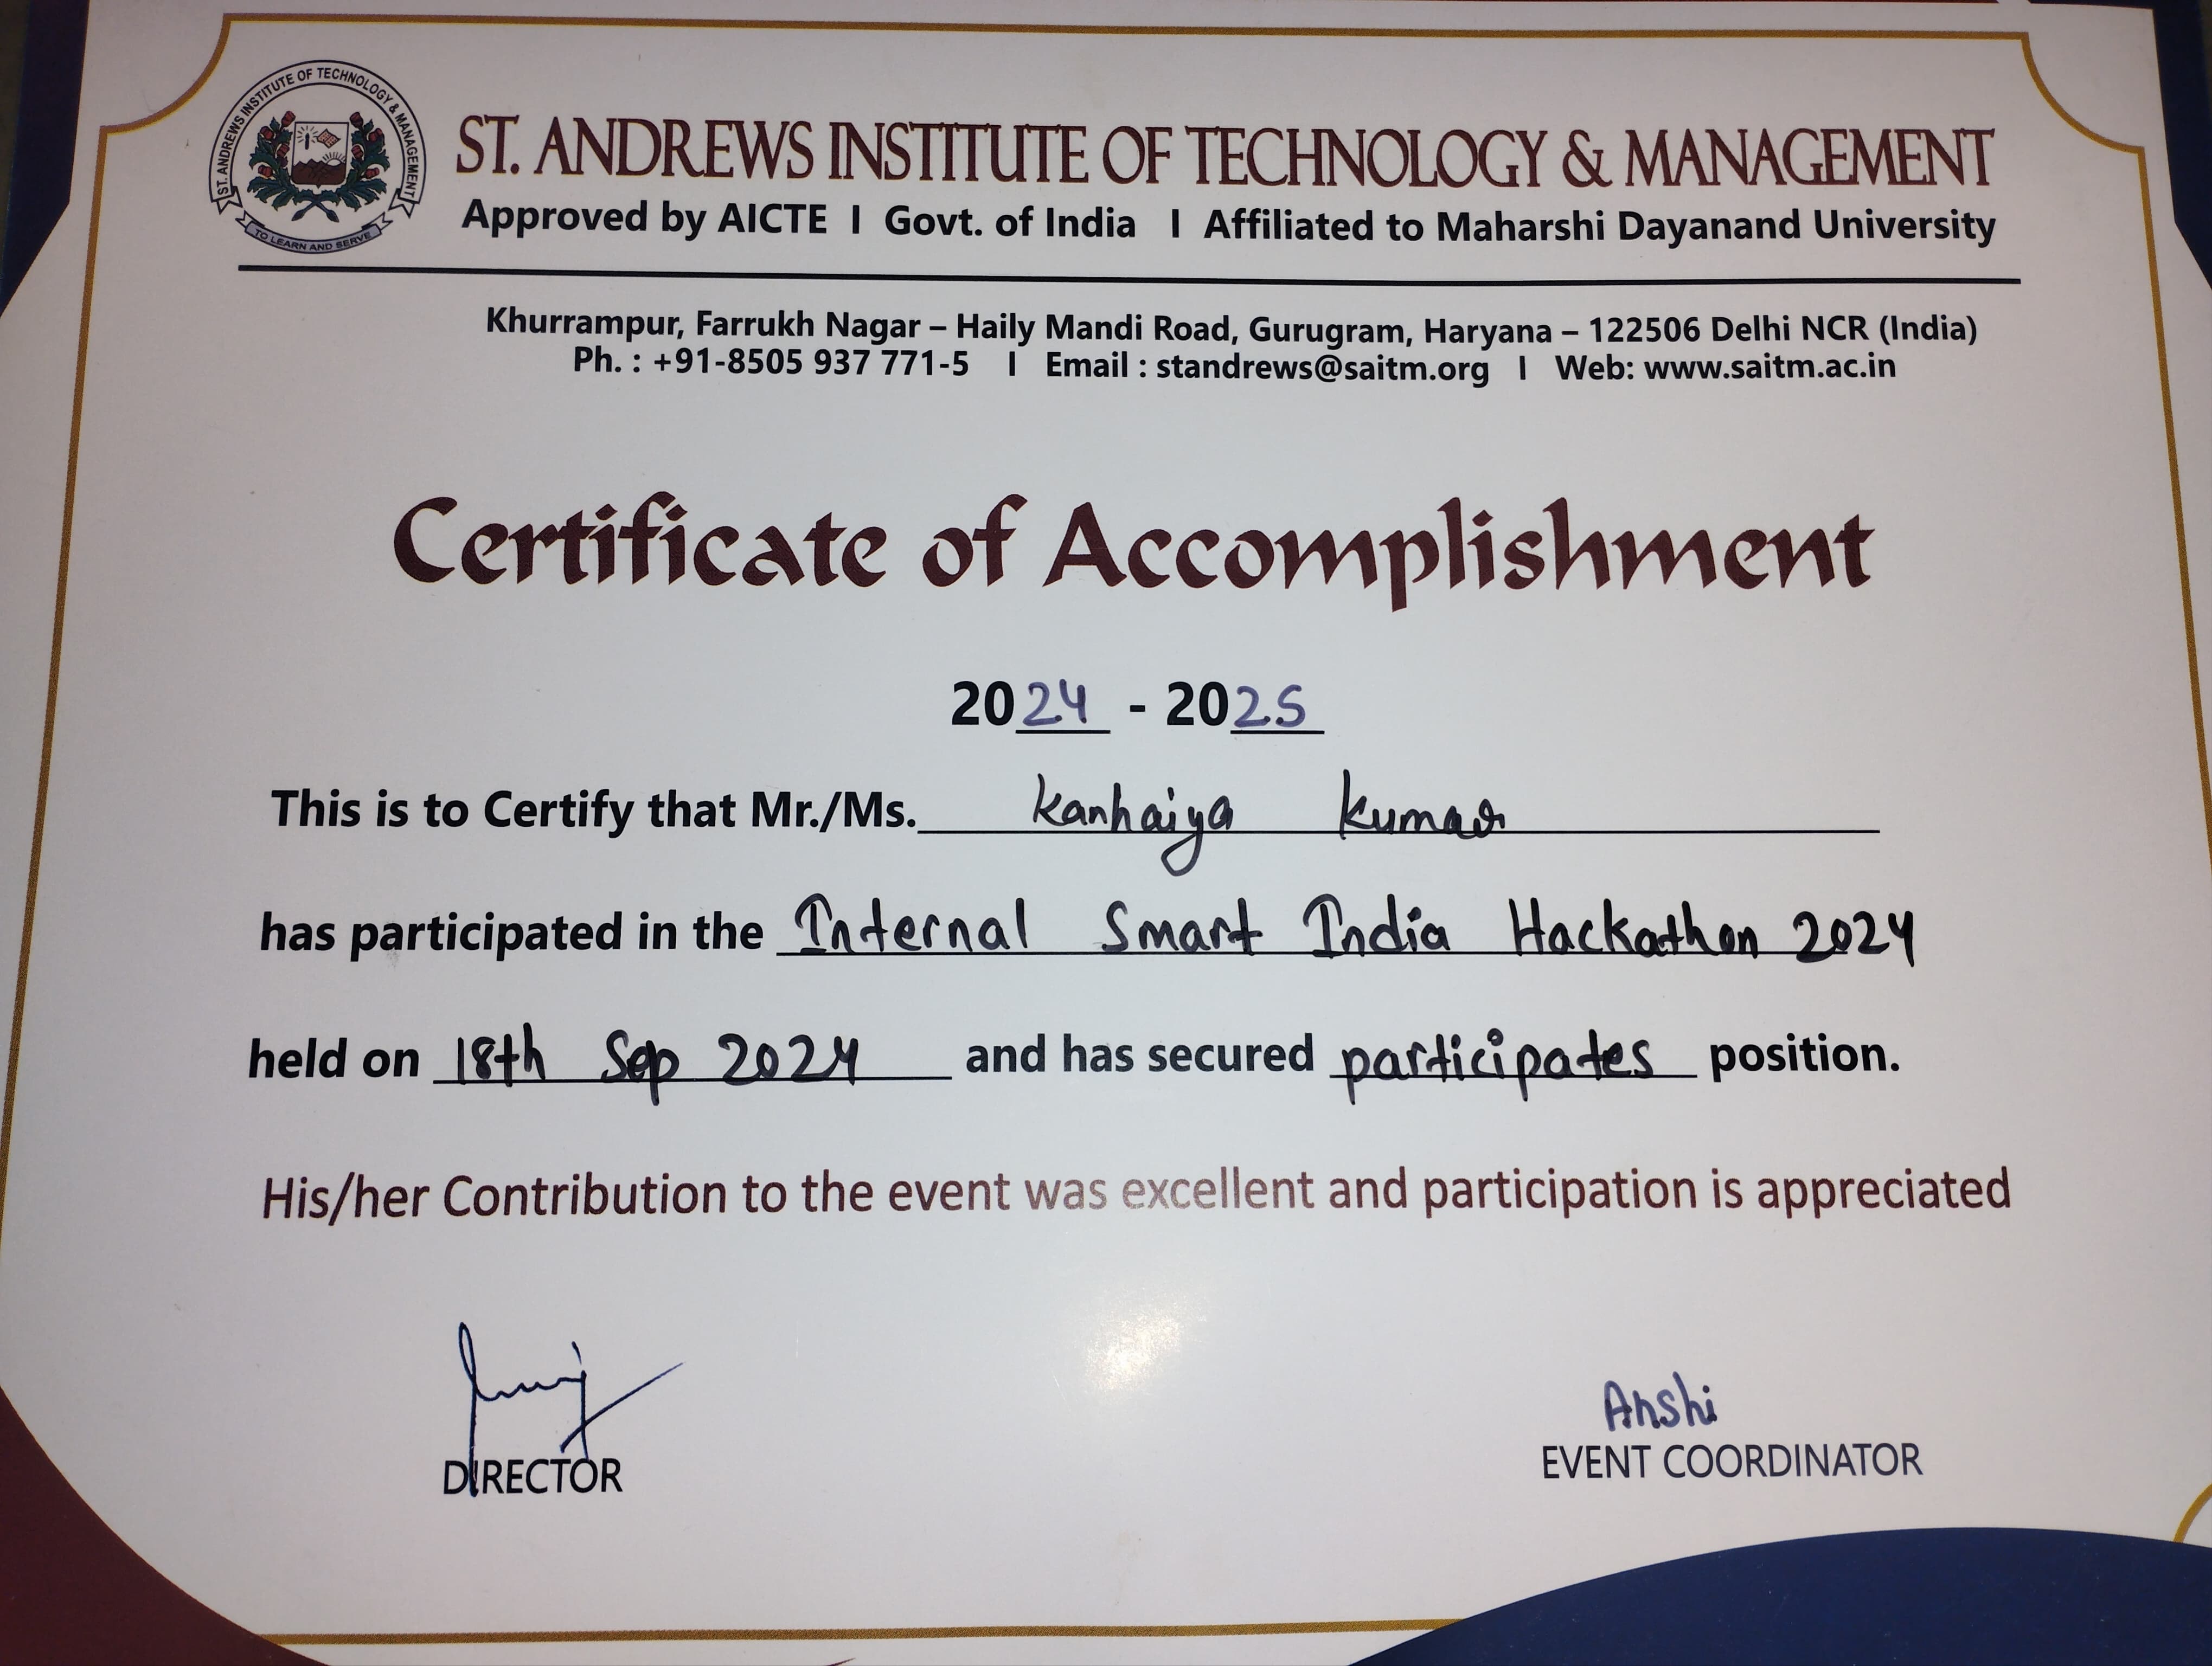 ST. ANDREWS INSTITUTE OF TECHNOLOGY & MANAGEMENT
TO LEARN AND SERVE
ST. ANDREWS INSTITUTE OF TECHNOLOGY & MANAGEMENT
Approved by AICTE I Govt. of India I Affiliated to Maharshi Dayanand University
Khurrampur, Farrukh Nagar – Haily Mandi Road, Gurugram, Haryana – 122506 Delhi NCR (India)
Ph. : +91-8505 937 771-5 I Email : standrews@saitm.org I Web: www.saitm.ac.in
Certificate of Accomplishment
2024 - 2025
This is to Certify that Mr./Ms. Kanhaiya Kumar
has participated in the Internal Smart India Hackathon 2024
held on 18th Sep 2024 and has secured participates position.
His/her Contribution to the event was excellent and participation is appreciated
Anshi
DIRECTOR EVENT COORDINATOR